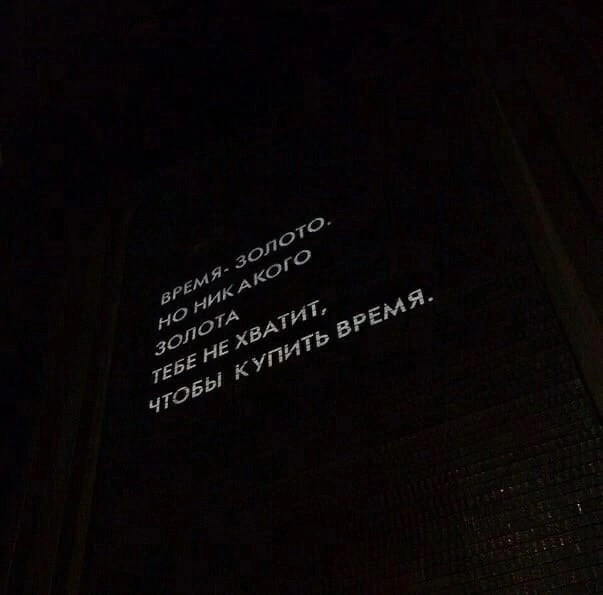 ВРЕМЯ- ЗОЛОТО.
НО НИКАКОГО
ЗОЛОТА
ТЕБЕ НЕ ХВАТИТ,
ЧТОБЫ КУПИТЬ ВРЕМЯ.